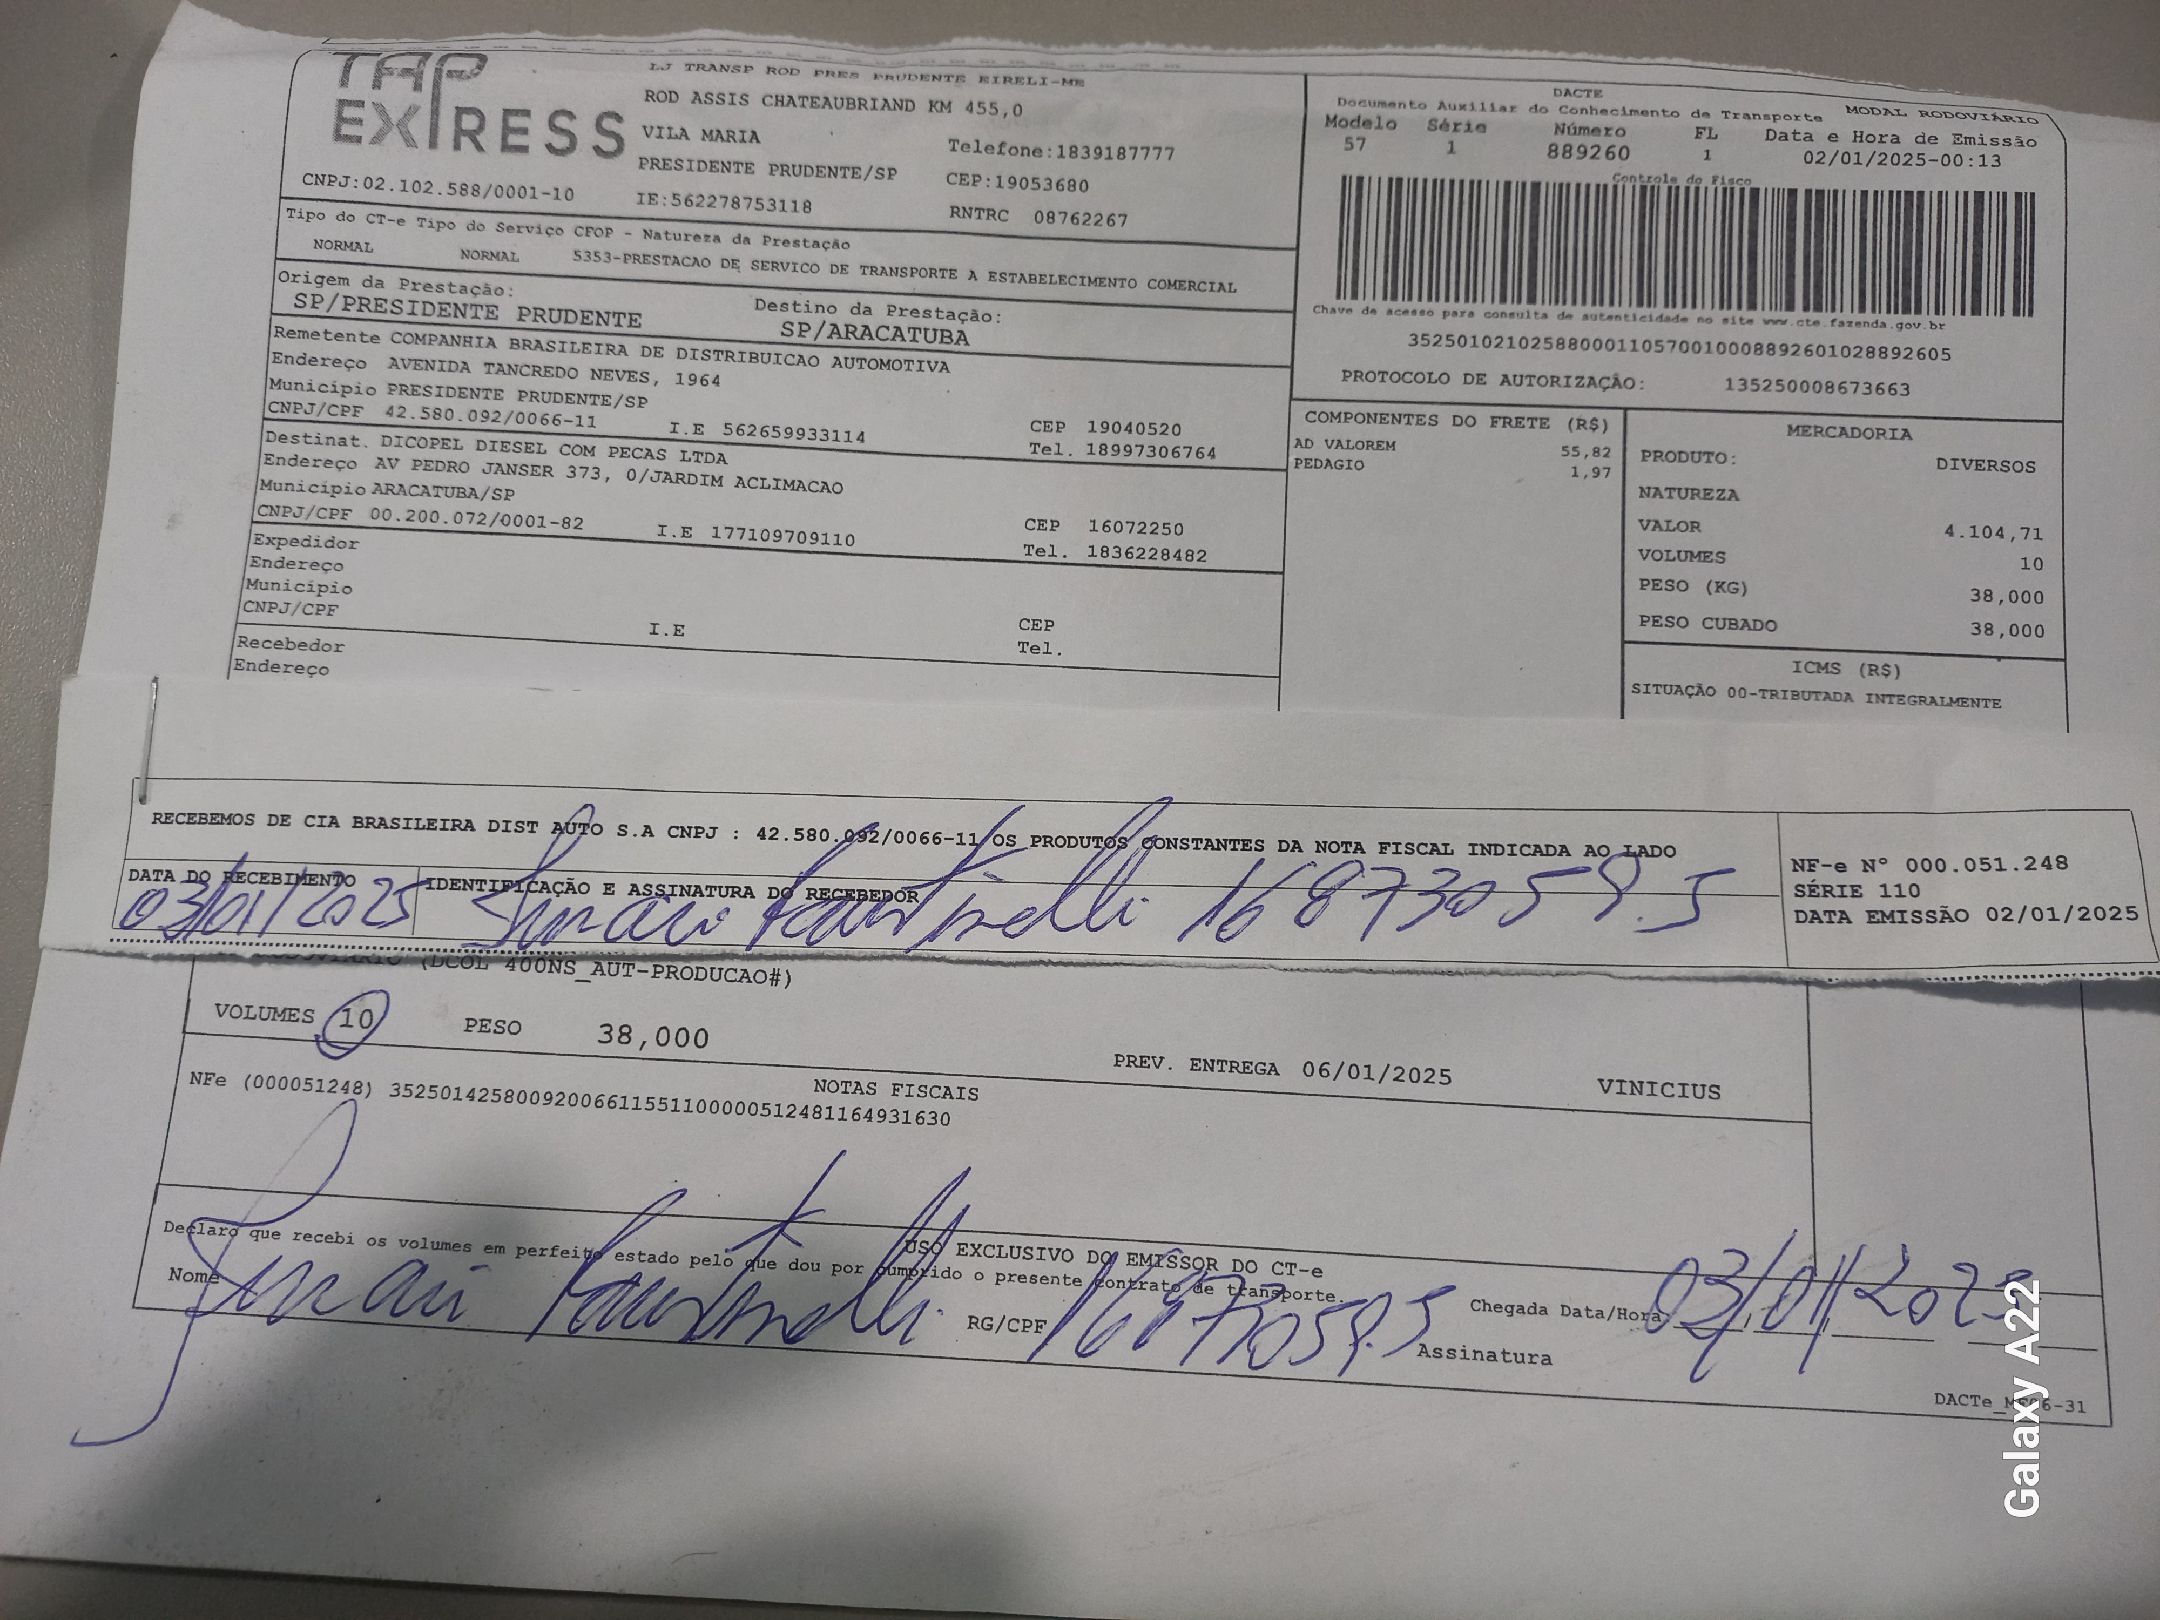 TAP
EXPRESS
LJ TRANSP ROD PRES PRUDENTE EIRELI-ME
ROD ASSIS CHATEAUBRIAND KM 455,0
VILA MARIA Telefone:1839187777
PRESIDENTE PRUDENTE/SP CEP:19053680
CNPJ:02.102.588/0001-10 IE:562278753118 RNTRC 08762267
DACTE
Documento Auxiliar do Conhecimento de Transporte MODAL RODOVIÁRIO
Modelo Série Número FL Data e Hora de Emissão
57 1 889260 1 02/01/2025-00:13
Controle do Fisco
Chave de acesso para consulta de autenticidade no site www.cte.fazenda.gov.br
35250102102588000110570010008892601028892605
PROTOCOLO DE AUTORIZAÇÃO: 135250008673663
Tipo do CT-e Tipo do Serviço CFOP - Natureza da Prestação
NORMAL NORMAL 5353-PRESTACAO DE SERVICO DE TRANSPORTE A ESTABELECIMENTO COMERCIAL
Origem da Prestação: Destino da Prestação:
SP/PRESIDENTE PRUDENTE SP/ARACATUBA
Remetente COMPANHIA BRASILEIRA DE DISTRIBUICAO AUTOMOTIVA
Endereço AVENIDA TANCREDO NEVES, 1964
Município PRESIDENTE PRUDENTE/SP CEP 19040520
CNPJ/CPF 42.580.092/0066-11 I.E 562659933114 Tel. 18997306764
Destinat. DICOPEL DIESEL COM PECAS LTDA
Endereço AV PEDRO JANSER 373, 0/JARDIM ACLIMACAO
Município ARACATUBA/SP CEP 16072250
CNPJ/CPF 00.200.072/0001-82 I.E 177109709110 Tel. 1836228482
Expedidor
Endereço
Município CEP
CNPJ/CPF I.E Tel.
Recebedor
Endereço
COMPONENTES DO FRETE (R$)
AD VALOREM 55,82
PEDAGIO 1,97
MERCADORIA
PRODUTO: DIVERSOS
NATUREZA
VALOR 4.104,71
VOLUMES 10
PESO (KG) 38,000
PESO CUBADO 38,000
ICMS (R$)
SITUAÇÃO 00-TRIBUTADA INTEGRALMENTE
RECEBEMOS DE CIA BRASILEIRA DIST AUTO S.A CNPJ : 42.580.092/0066-11 OS PRODUTOS CONSTANTES DA NOTA FISCAL INDICADA AO LADO
DATA DO RECEBIMENTO IDENTIFICAÇÃO E ASSINATURA DO RECEBEDOR
03/01/2025 16873059.5
NF-e N° 000.051.248
SÉRIE 110
DATA EMISSÃO 02/01/2025
(DCOL 400NS_AUT-PRODUCAO#)
VOLUMES 10 PESO 38,000 PREV. ENTREGA 06/01/2025 VINICIUS
NOTAS FISCAIS
NFe (000051248) 35250142580092006611551100000512481164931630
USO EXCLUSIVO DO EMISSOR DO CT-e
Declaro que recebi os volumes em perfeito estado pelo que dou por cumprido o presente contrato de transporte.
Nome RG/CPF 16873059.5 Chegada Data/Hora 03/01/2025
Assinatura
DACTe_MF06-31
Galaxy A22